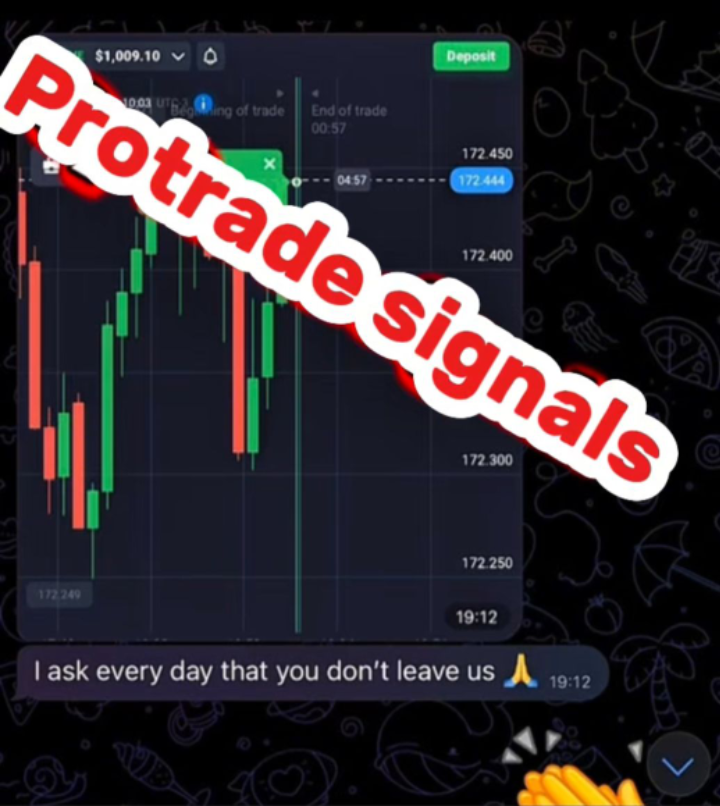 $1,009.10
Deposit
10:03 UTC
Beginning of trade
End of trade
00:57
172.450
04:57
172.444
172.400
172.300
172.250
172.249
19:12
Protrade signals
I ask every day that you don't leave us 🙏 19:12